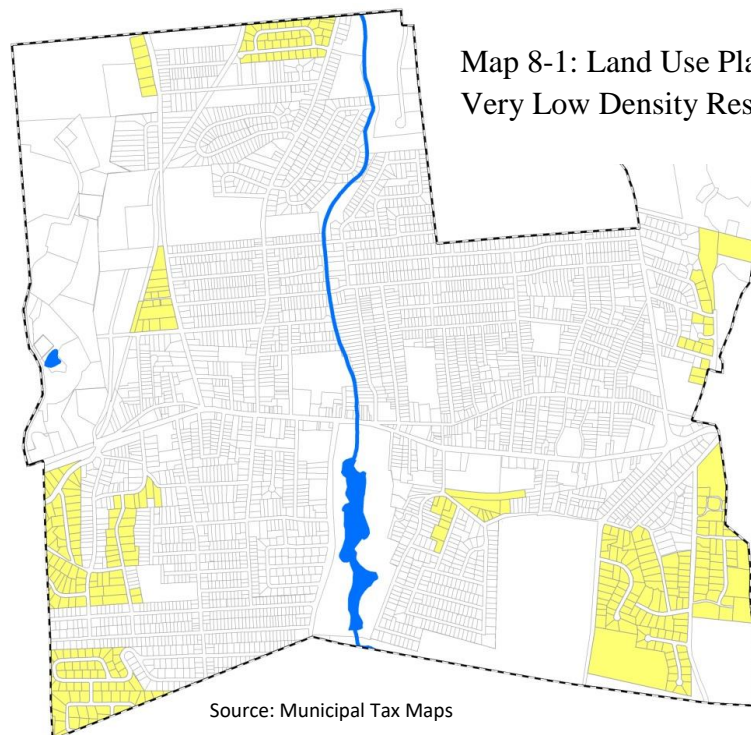 Map 8-1: Land Use Pla
Very Low Density Res
Source: Municipal Tax Maps